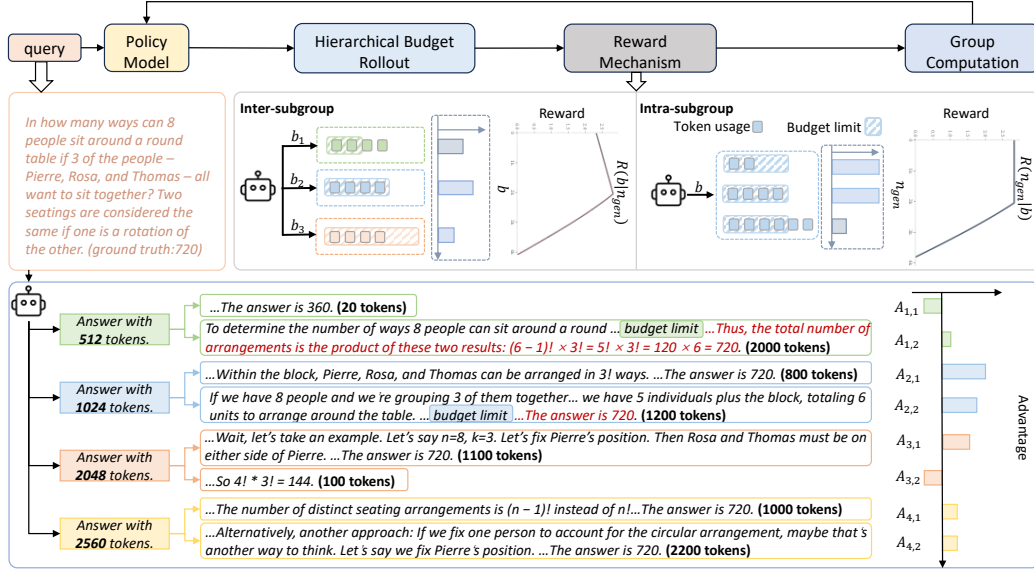 query
Policy
Model
Hierarchical Budget
Rollout
Reward
Mechanism
Group
Computation
In how many ways can 8
people sit around a round
table if 3 of the people –
Pierre, Rosa, and Thomas – all
want to sit together? Two
seatings are considered the
same if one is a rotation of
the other. (ground truth:720)
Inter-subgroup
b₁
b₂
b₃
Reward
b
R(b|n_gen)
Intra-subgroup
Token usage
Budget limit
b
n_gen
Reward
R(n_gen|b)
Answer with
512 tokens.
...The answer is 360. (20 tokens)
To determine the number of ways 8 people can sit around a round ... budget limit ...Thus, the total number of
arrangements is the product of these two results: (6 − 1)! × 3! = 5! × 3! = 120 × 6 = 720. (2000 tokens)
Answer with
1024 tokens.
...Within the block, Pierre, Rosa, and Thomas can be arranged in 3! ways. ...The answer is 720. (800 tokens)
If we have 8 people and we're grouping 3 of them together... we have 5 individuals plus the block, totaling 6
units to arrange around the table. ... budget limit ...The answer is 720. (1200 tokens)
Answer with
2048 tokens.
...Wait, let's take an example. Let's say n=8, k=3. Let's fix Pierre's position. Then Rosa and Thomas must be on
either side of Pierre. ...The answer is 720. (1100 tokens)
...So 4! * 3! = 144. (100 tokens)
Answer with
2560 tokens.
...The number of distinct seating arrangements is (n − 1)! instead of n!...The answer is 720. (1000 tokens)
...Alternatively, another approach: If we fix one person to account for the circular arrangement, maybe that's
another way to think. Let's say we fix Pierre's position. ...The answer is 720. (2200 tokens)
A₁,₁
A₁,₂
A₂,₁
A₂,₂
A₃,₁
A₃,₂
A₄,₁
A₄,₂
Advantage